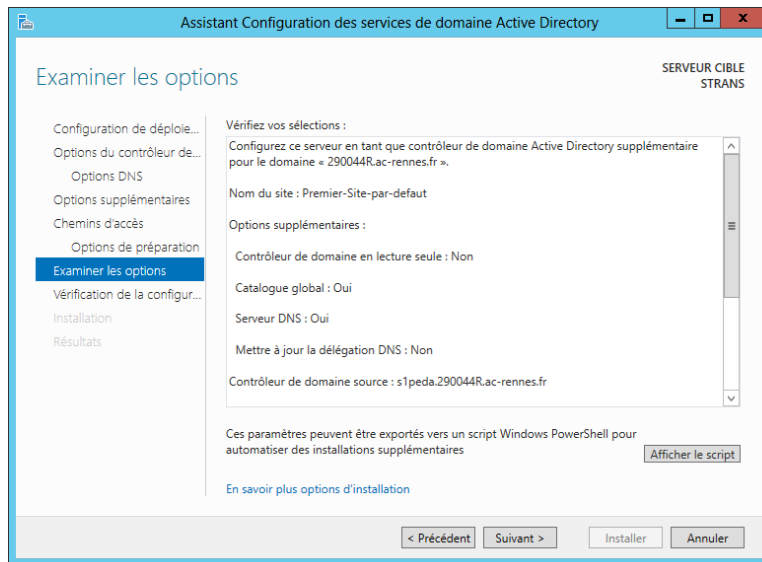 Assistant Configuration des services de domaine Active Directory
Examiner les options
SERVEUR CIBLE
STRANS
Configuration de déploie...
Options du contrôleur de...
Options DNS
Options supplémentaires
Chemins d'accès
Options de préparation
Examiner les options
Vérification de la configur...
Installation
Résultats
Vérifiez vos sélections :
Configurez ce serveur en tant que contrôleur de domaine Active Directory supplémentaire
pour le domaine « 290044R.ac-rennes.fr ».
Nom du site : Premier-Site-par-defaut
Options supplémentaires :
Contrôleur de domaine en lecture seule : Non
Catalogue global : Oui
Serveur DNS : Oui
Mettre à jour la délégation DNS : Non
Contrôleur de domaine source : s1peda.290044R.ac-rennes.fr
Ces paramètres peuvent être exportés vers un script Windows PowerShell pour
automatiser des installations supplémentaires
Afficher le script
En savoir plus options d'installation
< Précédent
Suivant >
Installer
Annuler